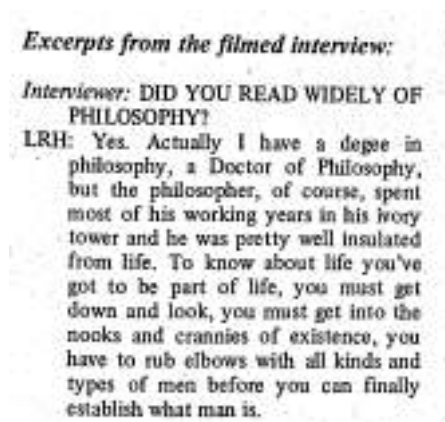 Excerpts from the filmed interview:
Interviewer: DID YOU READ WIDELY OF
PHILOSOPHY?
LRH: Yes. Actually I have a degee in
philosophy, a Doctor of Philosophy,
but the philosopher, of course, spent
most of his working years in his ivory
tower and he was pretty well insulated
from life. To know about life you've
got to be part of life, you must get
down and look, you must get into the
nooks and crannies of existence, you
have to rub elbows with all kinds and
types of men before you can finally
establish what man is.